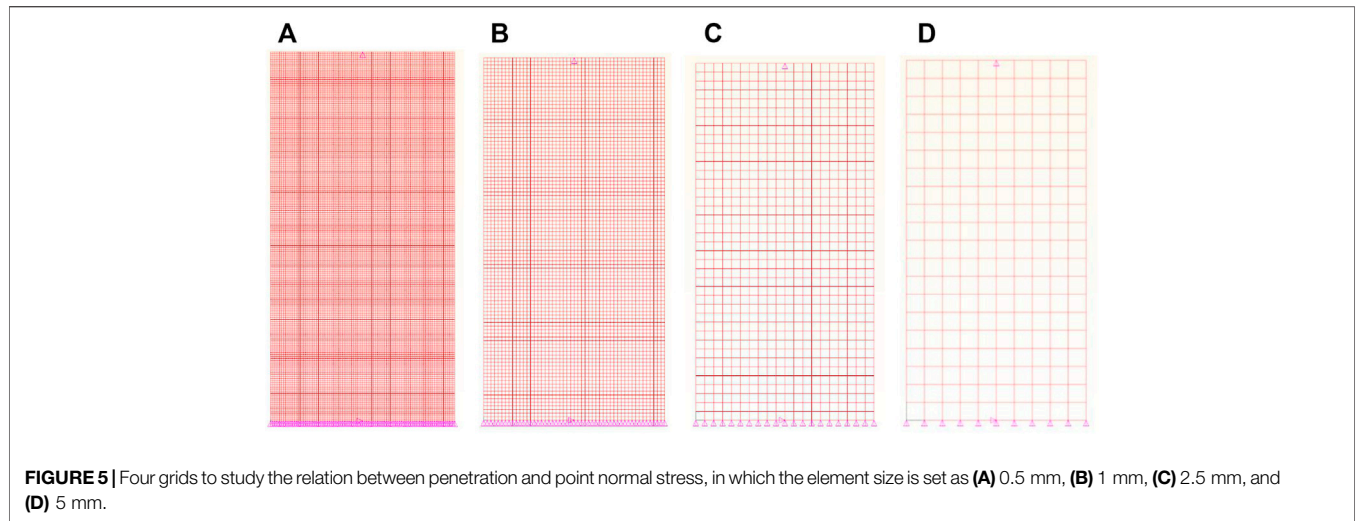 A
B
C
D
FIGURE 5 | Four grids to study the relation between penetration and point normal stress, in which the element size is set as (A) 0.5 mm, (B) 1 mm, (C) 2.5 mm, and
(D) 5 mm.